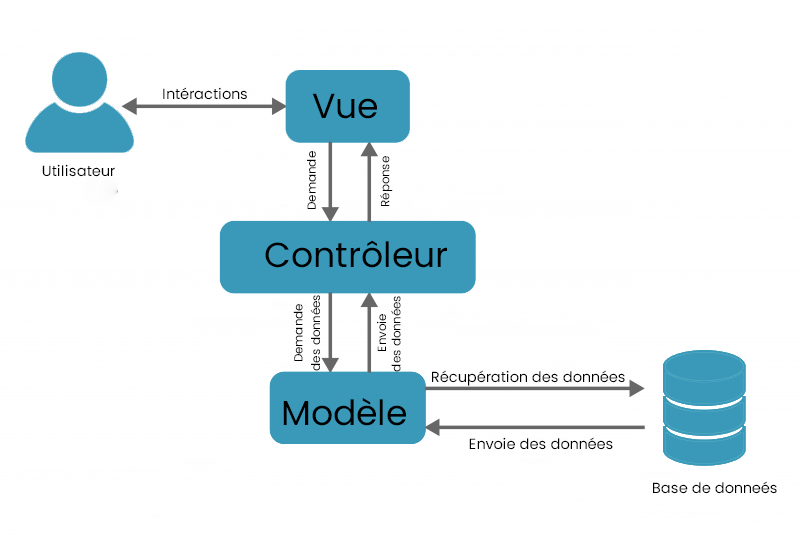 Intéractions
Vue
Utilisateur
Demande
Réponse
Contrôleur
Demande
des données
Envoie
des données
Récupération des données
Modèle
Envoie des données
Base de donneés